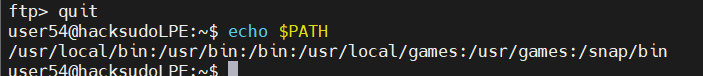 ftp> quit
user54@hacksudoLPE:~$ echo $PATH
/usr/local/bin:/usr/bin:/bin:/usr/local/games:/usr/games:/snap/bin
user54@hacksudoLPE:~$